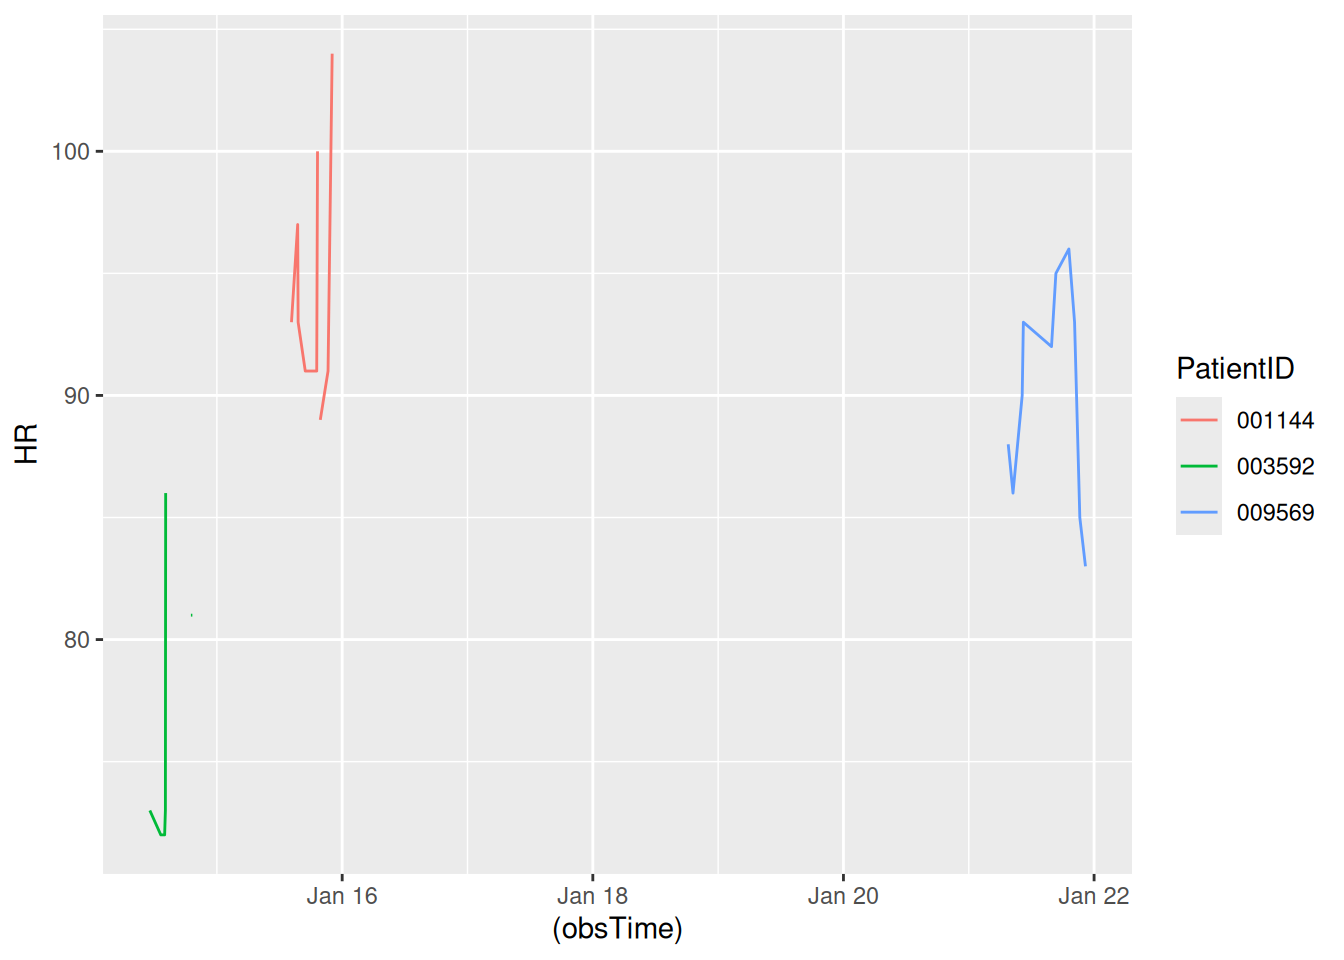 100
90
80
HR
Jan 16
Jan 18
Jan 20
Jan 22
(obsTime)
PatientID
001144
003592
009569